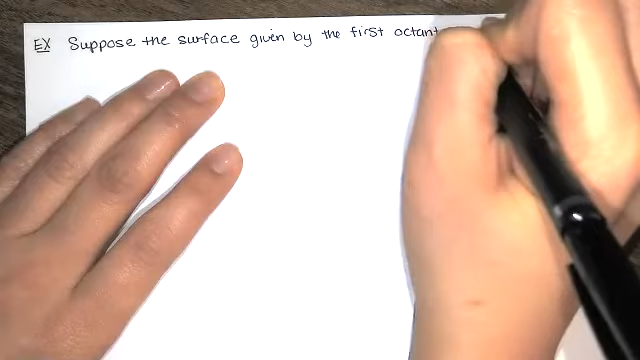 EX Suppose the surface given by the first octant